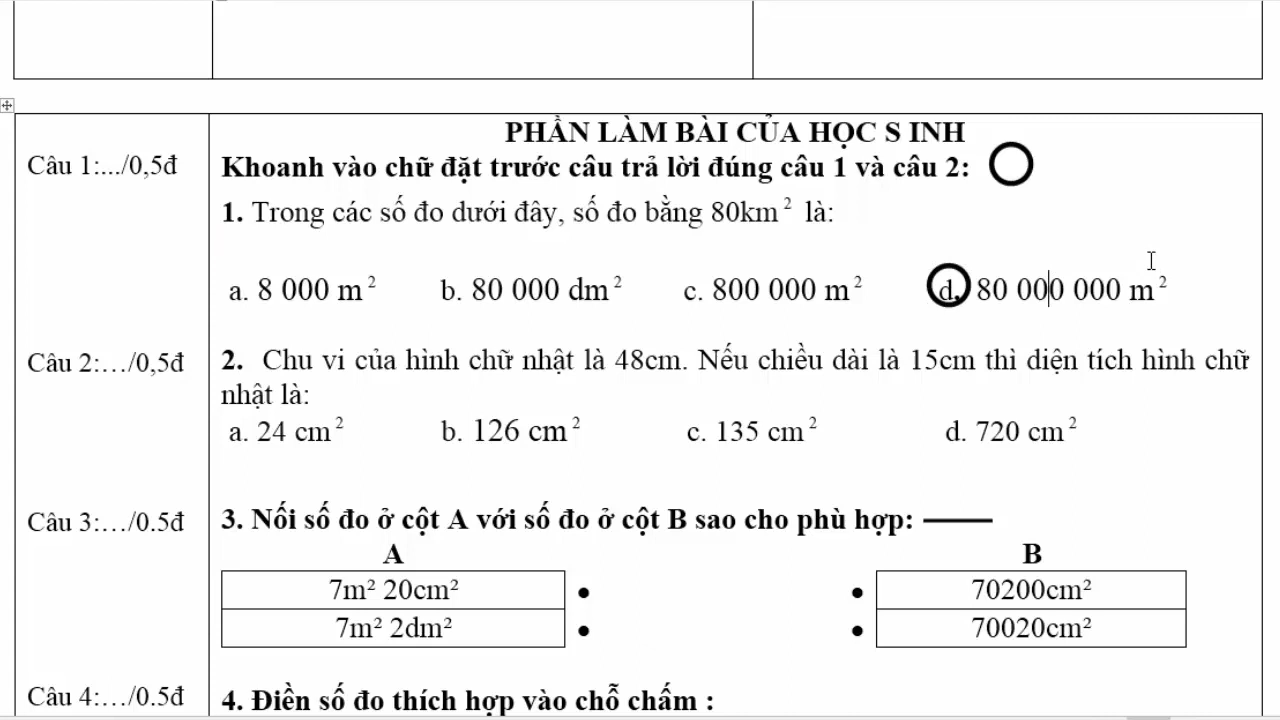 PHẦN LÀM BÀI CỦA HỌC S INH
Câu 1:.../0,5đ
Khoanh vào chữ đặt trước câu trả lời đúng câu 1 và câu 2:
1. Trong các số đo dưới đây, số đo bằng 80km² là:
a. 8 000 m² b. 80 000 dm² c. 800 000 m² d. 80 000 000 m²
Câu 2:…/0,5đ
2. Chu vi của hình chữ nhật là 48cm. Nếu chiều dài là 15cm thì diện tích hình chữ
nhật là:
a. 24 cm² b. 126 cm² c. 135 cm² d. 720 cm²
Câu 3:…/0.5đ
3. Nối số đo ở cột A với số đo ở cột B sao cho phù hợp:
A B
7m² 20cm² • • 70200cm²
7m² 2dm² • • 70020cm²
Câu 4:…/0.5đ
4. Điền số đo thích hợp vào chỗ chấm :